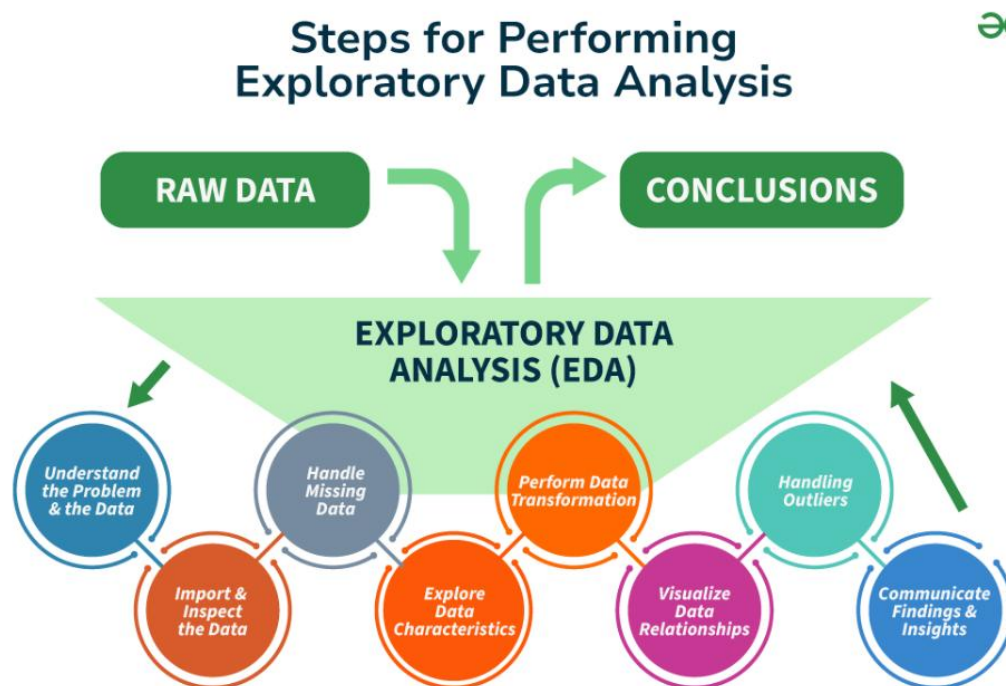 Steps for Performing
Exploratory Data Analysis
RAW DATA
CONCLUSIONS
EXPLORATORY DATA
ANALYSIS (EDA)
Understand
the Problem
& the Data
Import &
Inspect
the Data
Handle
Missing
Data
Explore
Data
Characteristics
Perform Data
Transformation
Visualize
Data
Relationships
Handling
Outliers
Communicate
Findings &
Insights